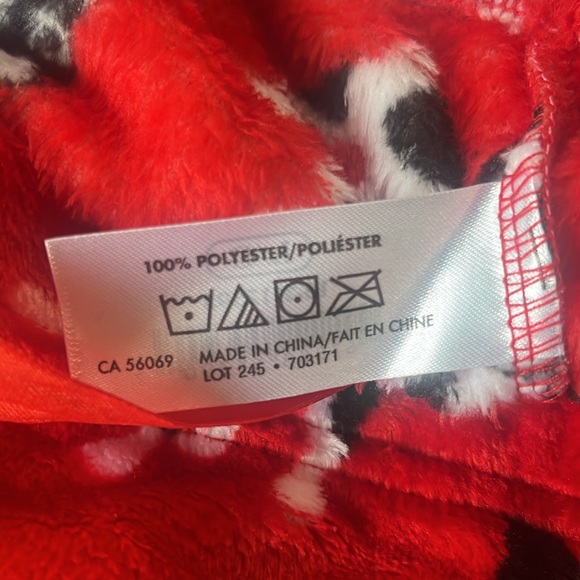 100% POLYESTER/POLIÉSTER
CA 56069
MADE IN CHINA/FAIT EN CHINE
LOT 245 • 703171